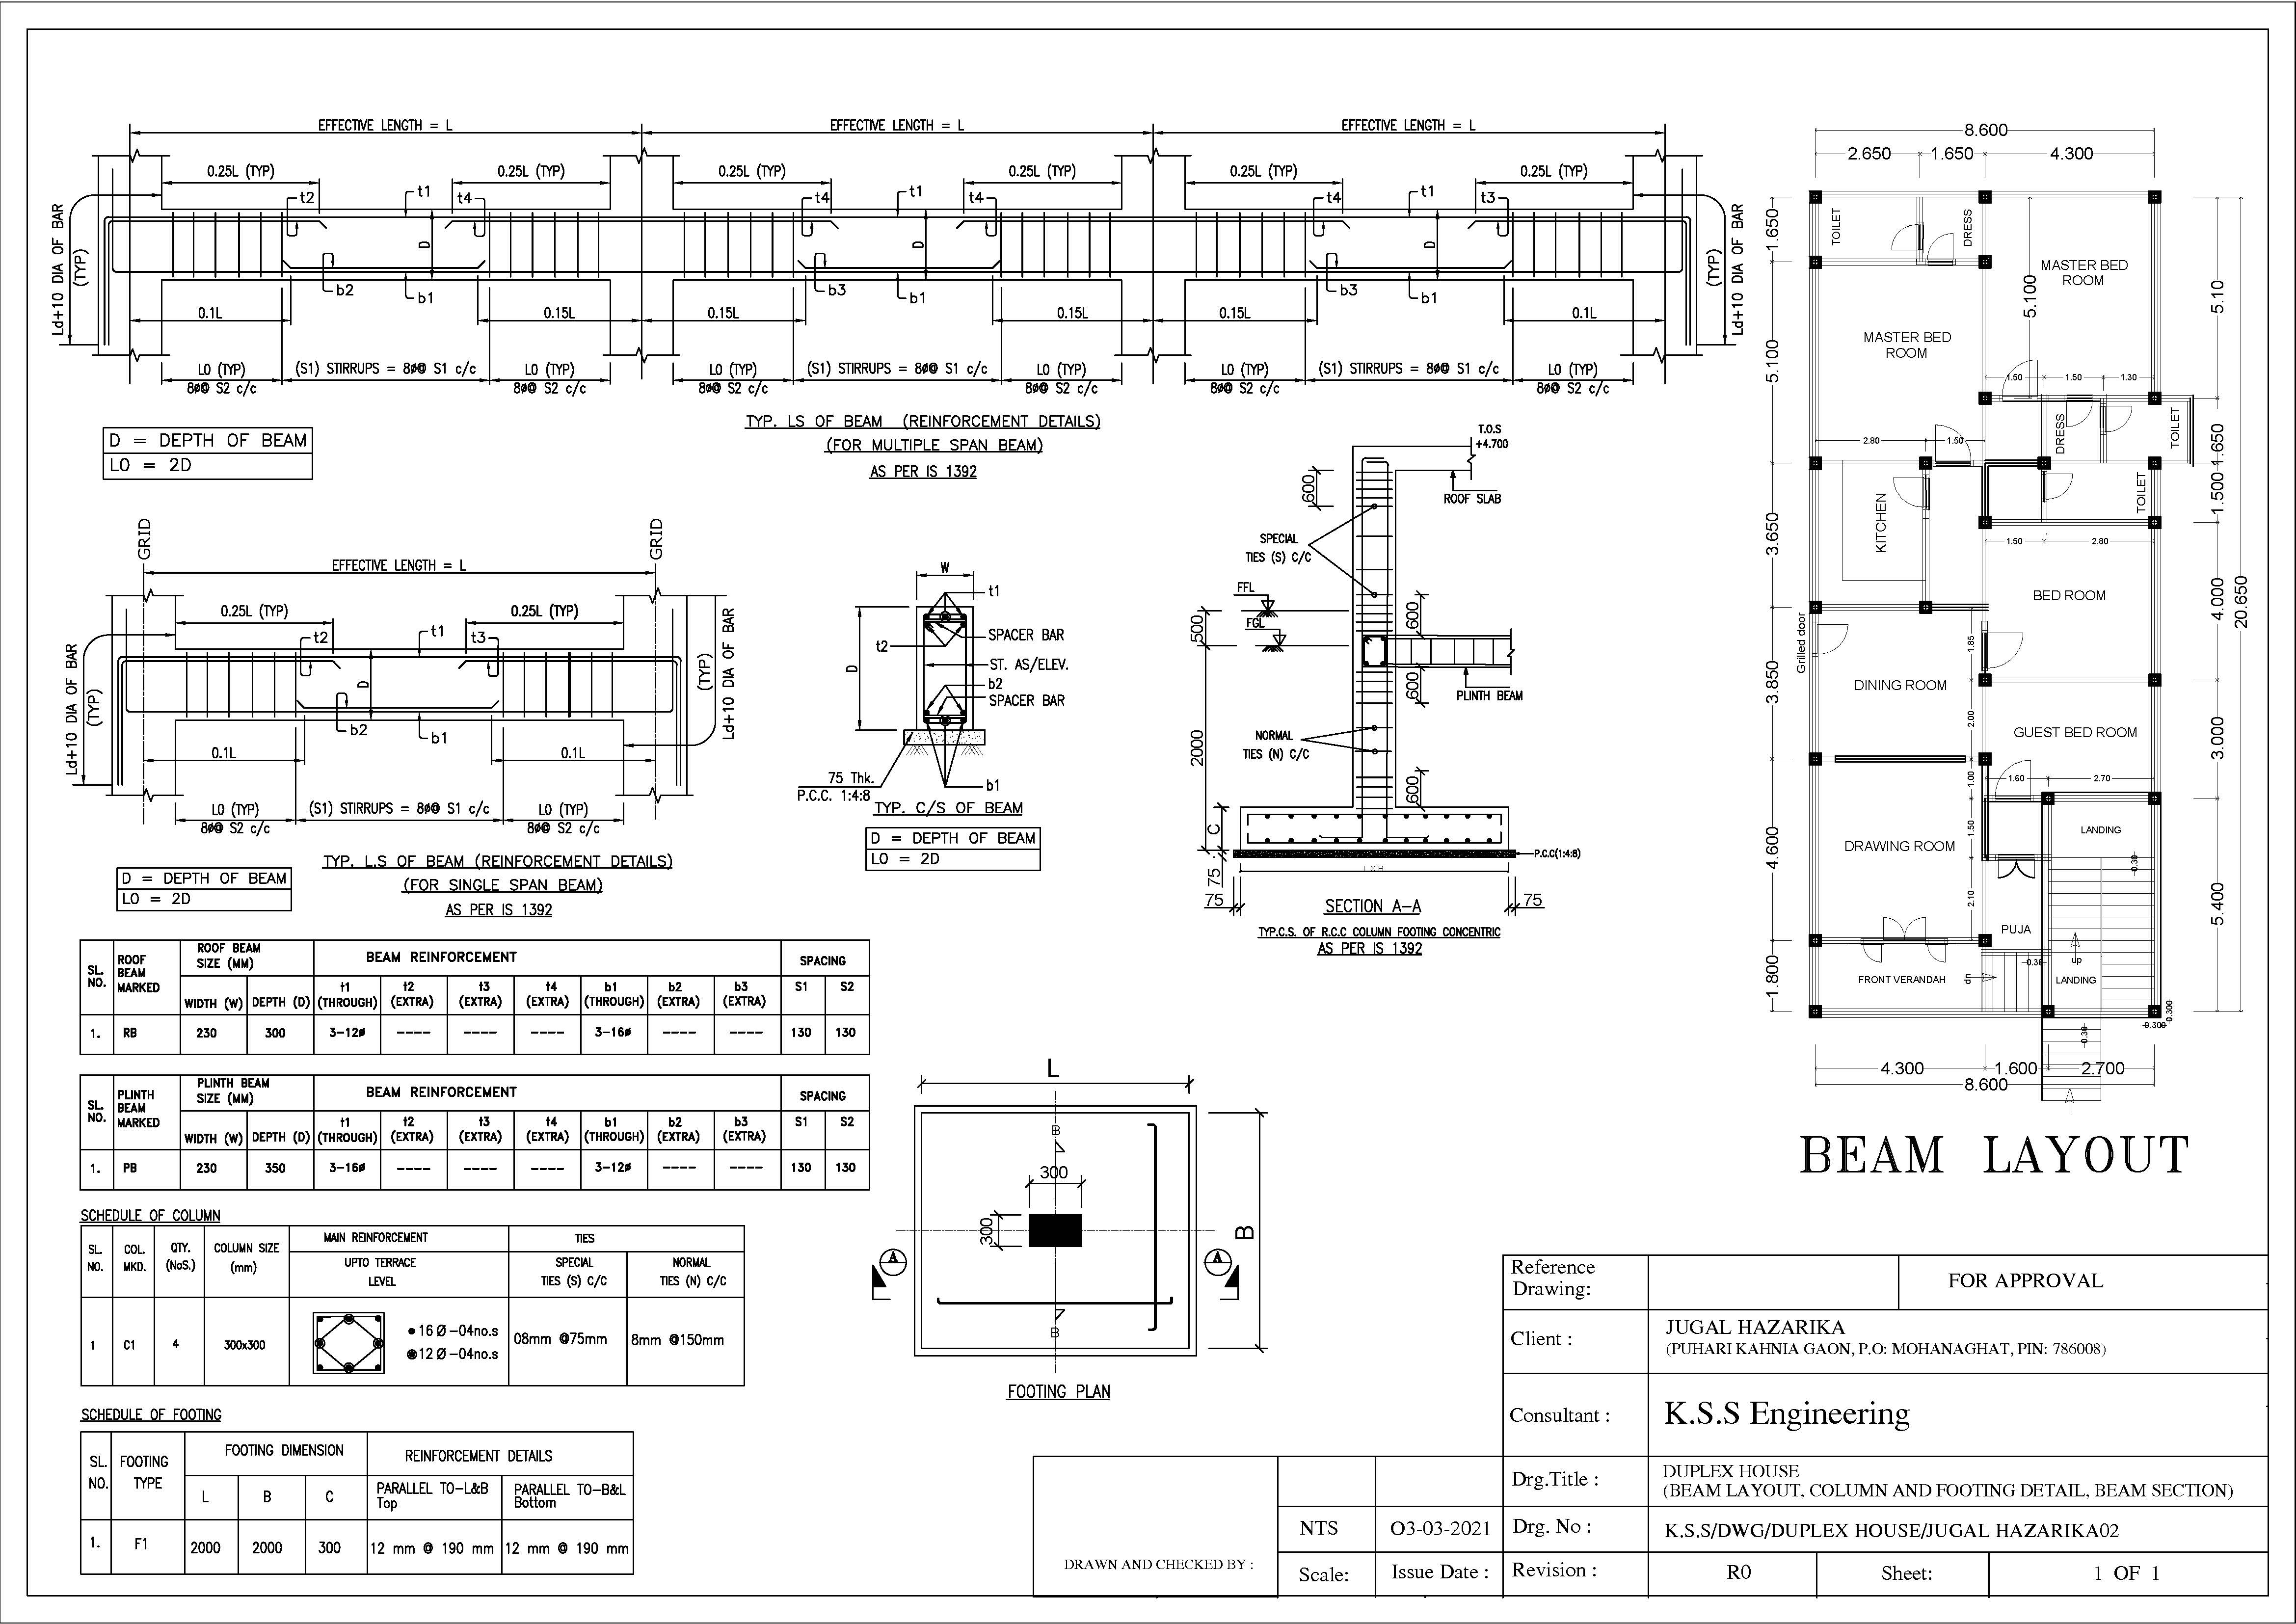 EFFECTIVE LENGTH = L
EFFECTIVE LENGTH = L
EFFECTIVE LENGTH = L
0.25L (TYP)
0.25L (TYP)
0.25L (TYP)
0.25L (TYP)
0.25L (TYP)
0.25L (TYP)
t2
t1
t4
t4
t1
t4
t4
t1
t3
Ld+10 DIA OF BAR
(TYP)
D
D
D
Ld+10 DIA OF BAR
(TYP)
b2
b1
b3
b1
b3
b1
0.1L
0.15L
0.15L
0.15L
0.15L
0.1L
L0 (TYP)
8ø@ S2 c/c
(S1) STIRRUPS = 8ø@ S1 c/c
L0 (TYP)
8ø@ S2 c/c
L0 (TYP)
8ø@ S2 c/c
(S1) STIRRUPS = 8ø@ S1 c/c
L0 (TYP)
8ø@ S2 c/c
L0 (TYP)
8ø@ S2 c/c
(S1) STIRRUPS = 8ø@ S1 c/c
L0 (TYP)
8ø@ S2 c/c
TYP. LS OF BEAM (REINFORCEMENT DETAILS)
(FOR MULTIPLE SPAN BEAM)
AS PER IS 1392
D = DEPTH OF BEAM
L0 = 2D
GRID
GRID
EFFECTIVE LENGTH = L
0.25L (TYP)
0.25L (TYP)
t2
t1
t3
Ld+10 DIA OF BAR
(TYP)
D
Ld+10 DIA OF BAR
(TYP)
b2
b1
0.1L
0.1L
L0 (TYP)
8ø@ S2 c/c
(S1) STIRRUPS = 8ø@ S1 c/c
L0 (TYP)
8ø@ S2 c/c
TYP. L.S OF BEAM (REINFORCEMENT DETAILS)
(FOR SINGLE SPAN BEAM)
AS PER IS 1392
D = DEPTH OF BEAM
L0 = 2D
W
t1
SPACER BAR
t2
D
ST. AS/ELEV.
b2
SPACER BAR
75 Thk.
P.C.C. 1:4:8
b1
TYP. C/S OF BEAM
D = DEPTH OF BEAM
L0 = 2D
T.O.S
+4.700
600
ROOF SLAB
SPECIAL
TIES (S) C/C
FFL
FGL
500
600
600
PLINTH BEAM
2000
NORMAL
TIES (N) C/C
600
C
P.C.C(1:4:8)
L X B
75
75
75
SECTION A-A
TYP.C.S. OF R.C.C COLUMN FOOTING CONCENTRIC
AS PER IS 1392
8.600
2.650
1.650
4.300
TOILET
DRESS
1.650
MASTER BED
ROOM
5.100
5.10
MASTER BED
ROOM
5.100
1.50
1.50
1.30
DRESS
TOILET
1.650
2.80
1.50
KITCHEN
TOILET
1.500
3.650
1.50
2.80
BED ROOM
4.000
20.650
Grilled door
1.85
3.850
DINING ROOM
2.00
GUEST BED ROOM
3.000
1.00
1.60
2.70
4.600
DRAWING ROOM
1.50
LANDING
0.30
2.10
PUJA
5.400
up
0.30
1.800
FRONT VERANDAH
dn
LANDING
0.300
0.300
0.30
4.300
1.600
2.700
8.600
BEAM LAYOUT
SL. NO.
ROOF BEAM MARKED
ROOF BEAM SIZE (MM)
BEAM REINFORCEMENT
SPACING
WIDTH (W)
DEPTH (D)
t1 (THROUGH)
t2 (EXTRA)
t3 (EXTRA)
t4 (EXTRA)
b1 (THROUGH)
b2 (EXTRA)
b3 (EXTRA)
S1
S2
1. RB 230 300 3-12ø ---- ---- ---- 3-16ø ---- ---- 130 130
SL. NO.
PLINTH BEAM MARKED
PLINTH BEAM SIZE (MM)
BEAM REINFORCEMENT
SPACING
WIDTH (W)
DEPTH (D)
t1 (THROUGH)
t2 (EXTRA)
t3 (EXTRA)
t4 (EXTRA)
b1 (THROUGH)
b2 (EXTRA)
b3 (EXTRA)
S1
S2
1. PB 230 350 3-16ø ---- ---- ---- 3-12ø ---- ---- 130 130
SCHEDULE OF COLUMN
SL. NO.
COL. MKD.
QTY. (NoS.)
COLUMN SIZE (mm)
MAIN REINFORCEMENT
TIES
UPTO TERRACE LEVEL
SPECIAL TIES (S) C/C
NORMAL TIES (N) C/C
1 C1 4 300x300
16 Ø -04no.s
12 Ø -04no.s
08mm @75mm
8mm @150mm
SCHEDULE OF FOOTING
SL. NO.
FOOTING TYPE
FOOTING DIMENSION
REINFORCEMENT DETAILS
L
B
C
PARALLEL TO-L&B Top
PARALLEL TO-B&L Bottom
1. F1 2000 2000 300 12 mm @ 190 mm 12 mm @ 190 mm
L
B
300
300
A
A
B
B
FOOTING PLAN
Reference Drawing:
FOR APPROVAL
Client :
JUGAL HAZARIKA
(PUHARI KAHNIA GAON, P.O: MOHANAGHAT, PIN: 786008)
Consultant :
K.S.S Engineering
Drg.Title :
DUPLEX HOUSE
(BEAM LAYOUT, COLUMN AND FOOTING DETAIL, BEAM SECTION)
NTS
O3-03-2021
Drg. No :
K.S.S/DWG/DUPLEX HOUSE/JUGAL HAZARIKA02
DRAWN AND CHECKED BY :
Scale:
Issue Date :
Revision :
R0
Sheet:
1 OF 1